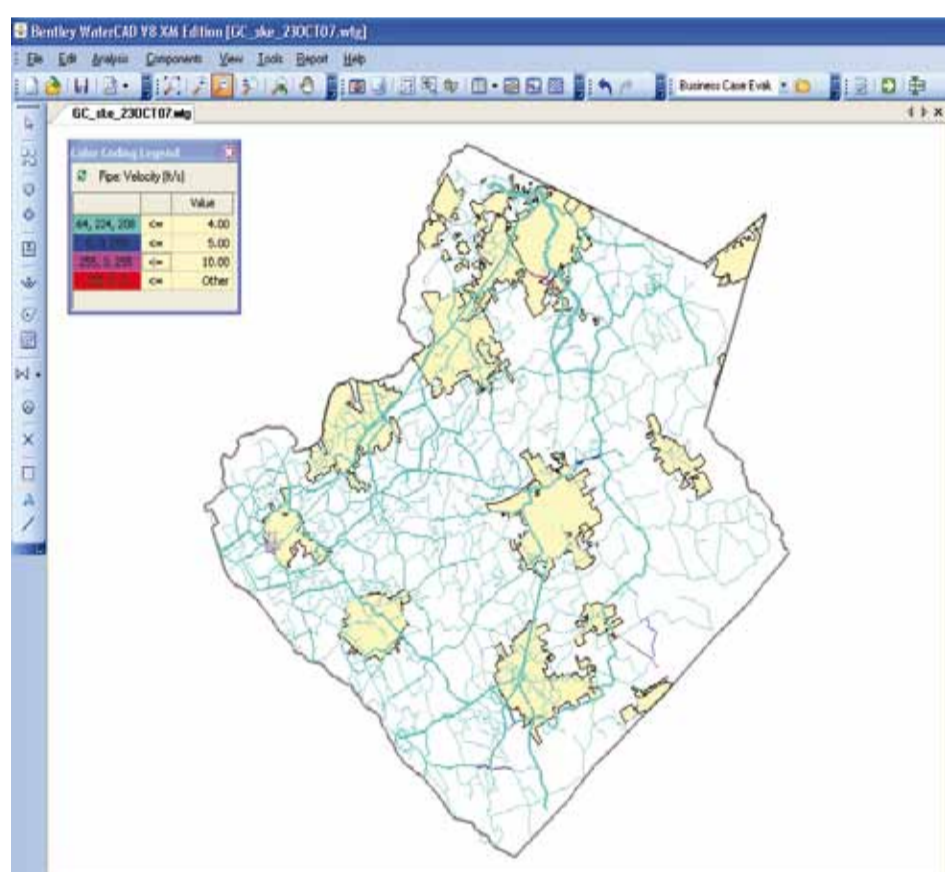 Bentley WaterCAD V8 XM Edition [GC_ske_23OCT07.wtg]
File Edit Analysis Components View Tools Report Help
Business Case Evalu
GC_ske_23OCT07.wtg
Color Coding Legend
Pipe: Velocity (ft/s)
Value
64, 224, 208 <= 4.00
<= 5.00
255, 0, 255 <= 10.00
<= Other
A